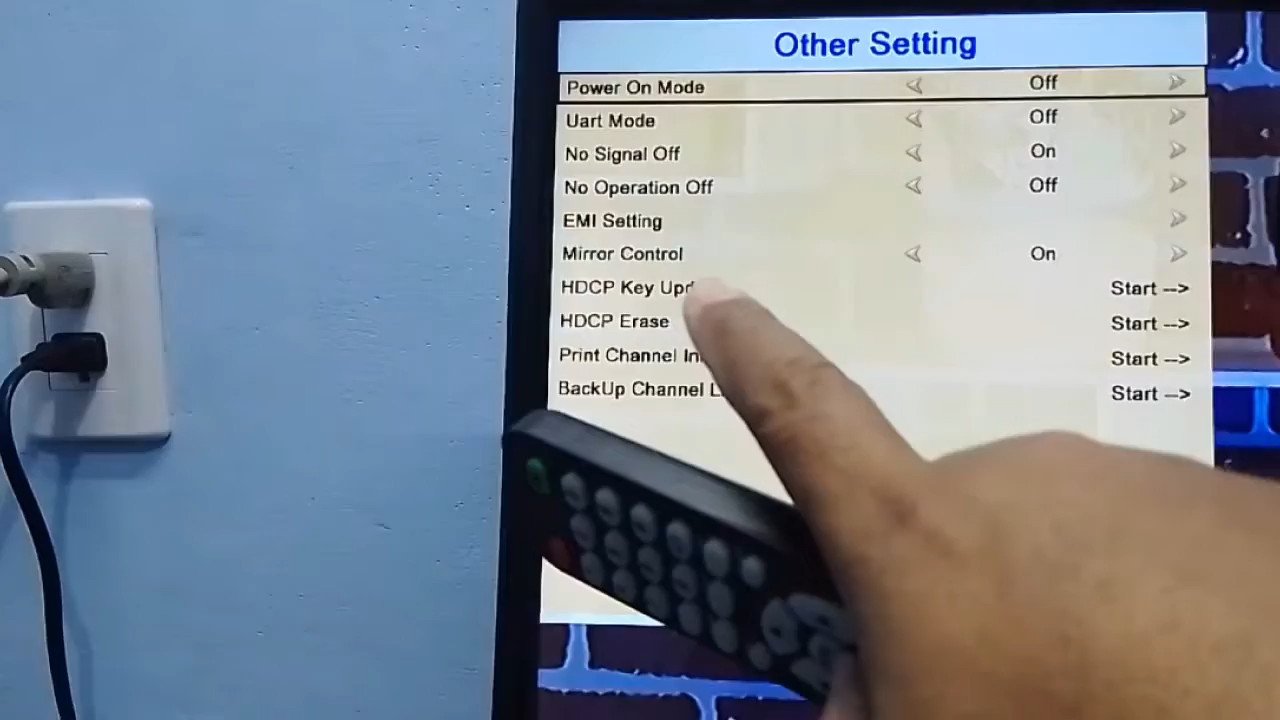 Other Setting
Power On Mode Off
Uart Mode Off
No Signal Off On
No Operation Off Off
EMI Setting
Mirror Control On
HDCP Key Start -->
HDCP Erase Start -->
Print Channel Start -->
BackUp Channel Start -->